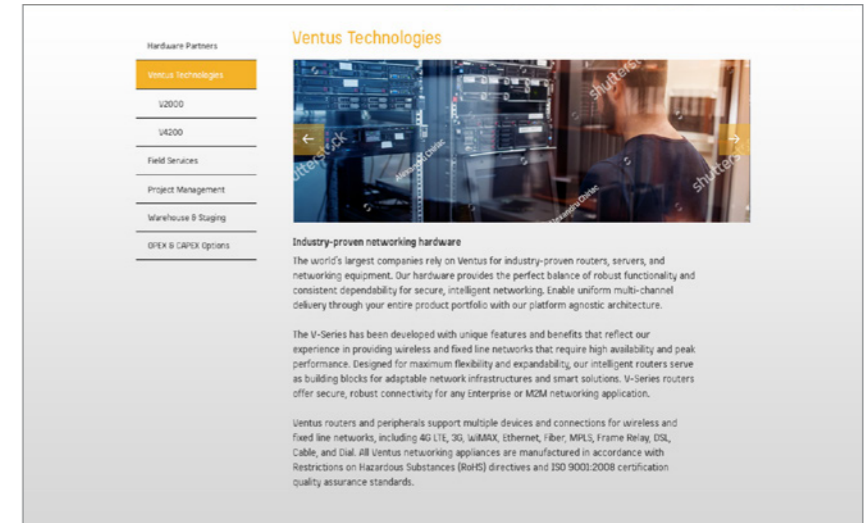 Hardware Partners
Ventus Technologies
V2000
V4200
Field Services
Project Management
Warehouse & Staging
OPEX & CAPEX Options
Ventus Technologies
shutterstock
shutterstock
shutterstock
Industry-proven networking hardware
The world's largest companies rely on Ventus for industry-proven routers, servers, and
networking equipment. Our hardware provides the perfect balance of robust functionality and
consistent dependability for secure, intelligent networking. Enable uniform multi-channel
delivery through your entire product portfolio with our platform agnostic architecture.
The V-Series has been developed with unique features and benefits that reflect our
experience in providing wireless and fixed line networks that require high availability and peak
performance. Designed for maximum flexibility and expandability, our intelligent routers serve
as building blocks for adaptable network infrastructures and smart solutions. V-Series routers
offer secure, robust connectivity for any Enterprise or M2M networking application.
Ventus routers and peripherals support multiple devices and connections for wireless and
fixed line networks, including 4G LTE, 3G, WiMAX, Ethernet, Fiber, MPLS, Frame Relay, DSL,
Cable, and Dial. All Ventus networking appliances are manufactured in accordance with
Restrictions on Hazardous Substances (RoHS) directives and ISO 9001:2008 certification
quality assurance standards.